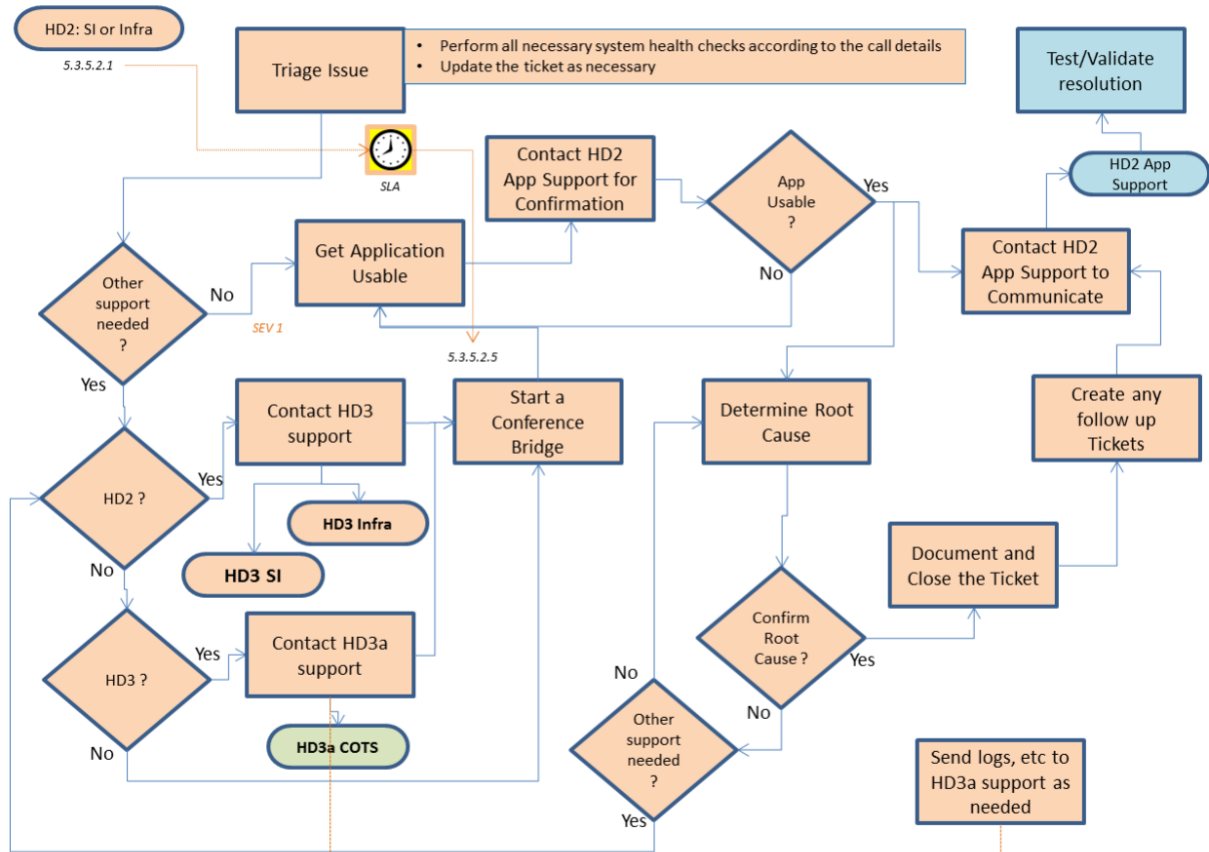 HD2: SI or Infra
5.3.5.2.1
Triage Issue
• Perform all necessary system health checks according to the call details
• Update the ticket as necessary
Test/Validate
resolution
SLA
Contact HD2
App Support for
Confirmation
App
Usable
?
Yes
No
HD2 App
Support
Contact HD2
App Support to
Communicate
Get Application
Usable
Other
support
needed
?
No
SEV 1
Yes
5.3.5.2.5
Contact HD3
support
Start a
Conference
Bridge
Determine Root
Cause
Create any
follow up
Tickets
HD2 ?
Yes
No
HD3 Infra
HD3 SI
Document and
Close the Ticket
Confirm
Root
Cause ?
Yes
No
HD3 ?
Yes
No
Contact HD3a
support
HD3a COTS
Other
support
needed
?
No
Yes
Send logs, etc to
HD3a support as
needed